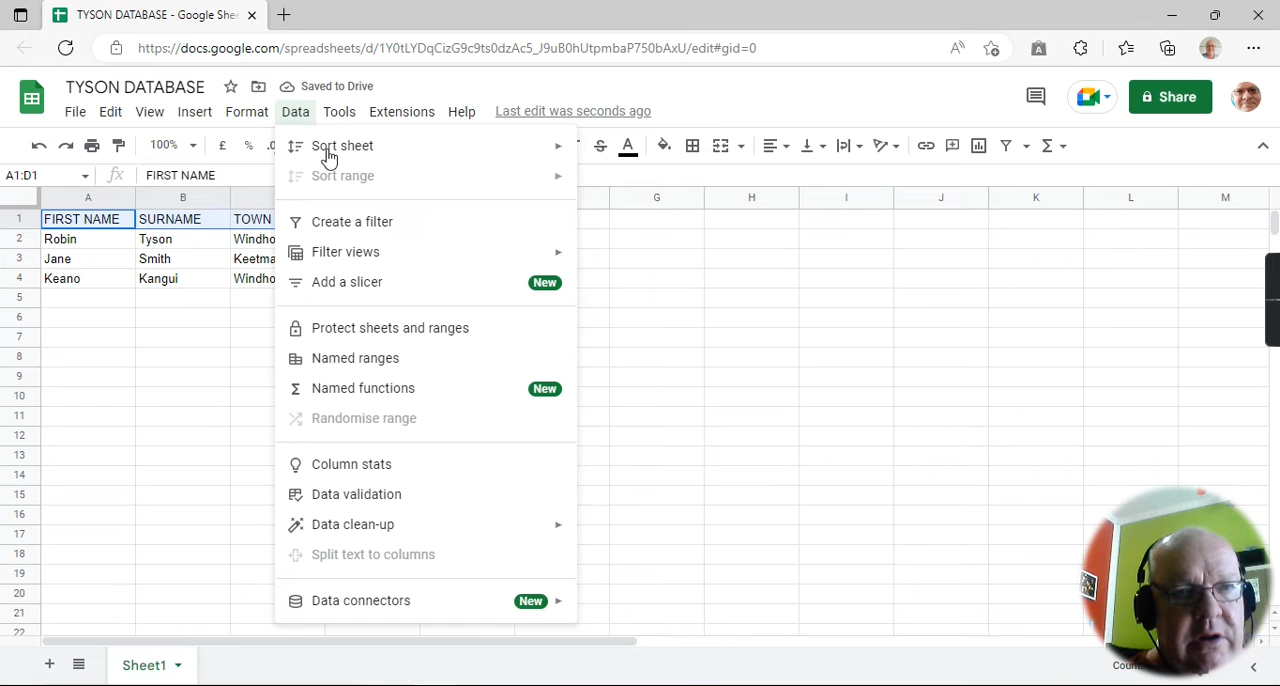 TYSON DATABASE - Google She
https://docs.google.com/spreadsheets/d/1Y0tLYDqCizG9c9ts0dzAc5_J9uB0hUtpmbaP750bAxU/edit#gid=0
TYSON DATABASE Saved to Drive
File Edit View Insert Format Data Tools Extensions Help Last edit was seconds ago
Share
100% £ % .0
A1:D1 FIRST NAME
A B G H I J K L M
1 FIRST NAME SURNAME TOWN
2 Robin Tyson Windho
3 Jane Smith Keetma
4 Keano Kangui Windho
5
6
7
8
9
10
11
12
13
14
15
16
17
18
19
20
21
22
Sort sheet
Sort range
Create a filter
Filter views
Add a slicer New
Protect sheets and ranges
Named ranges
Named functions New
Randomise range
Column stats
Data validation
Data clean-up
Split text to columns
Data connectors New
Sheet1